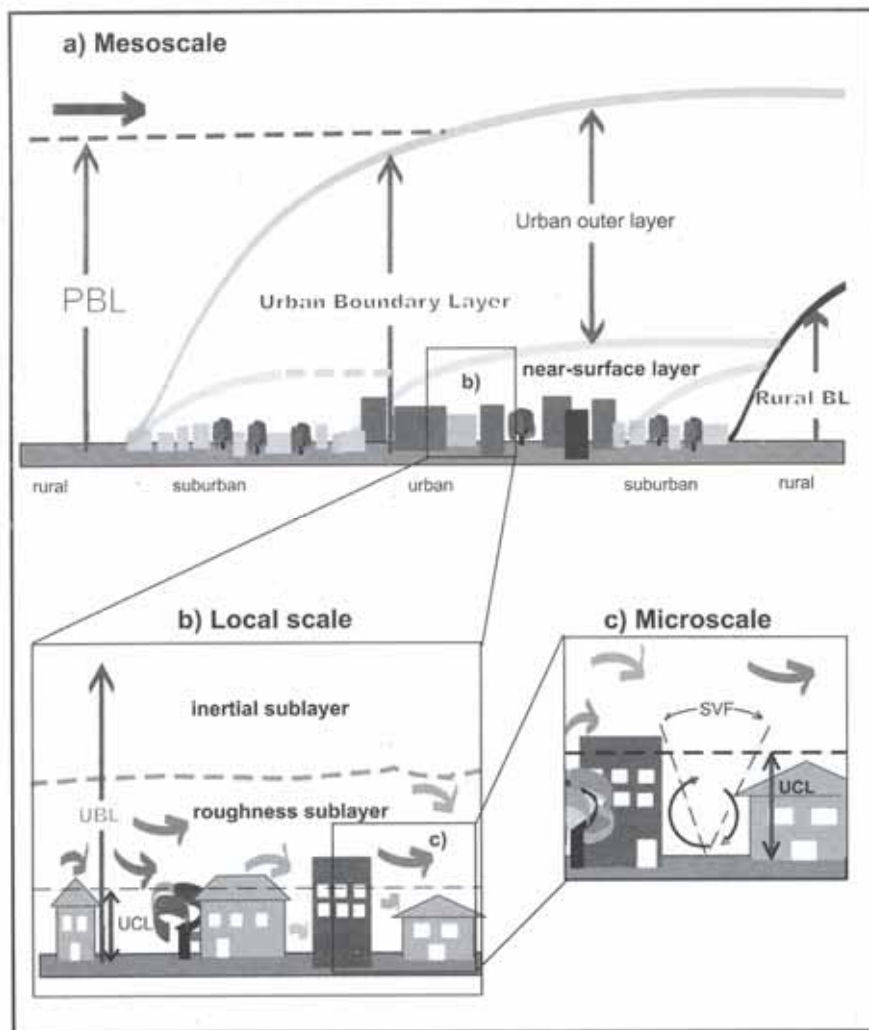 a) Mesoscale
PBL
Urban Boundary Layer
Urban outer layer
b)
near-surface layer
Rural BL
rural
suburban
urban
suburban
rural
b) Local scale
inertial sublayer
UBL
roughness sublayer
c)
UCL
c) Microscale
SVF
UCL